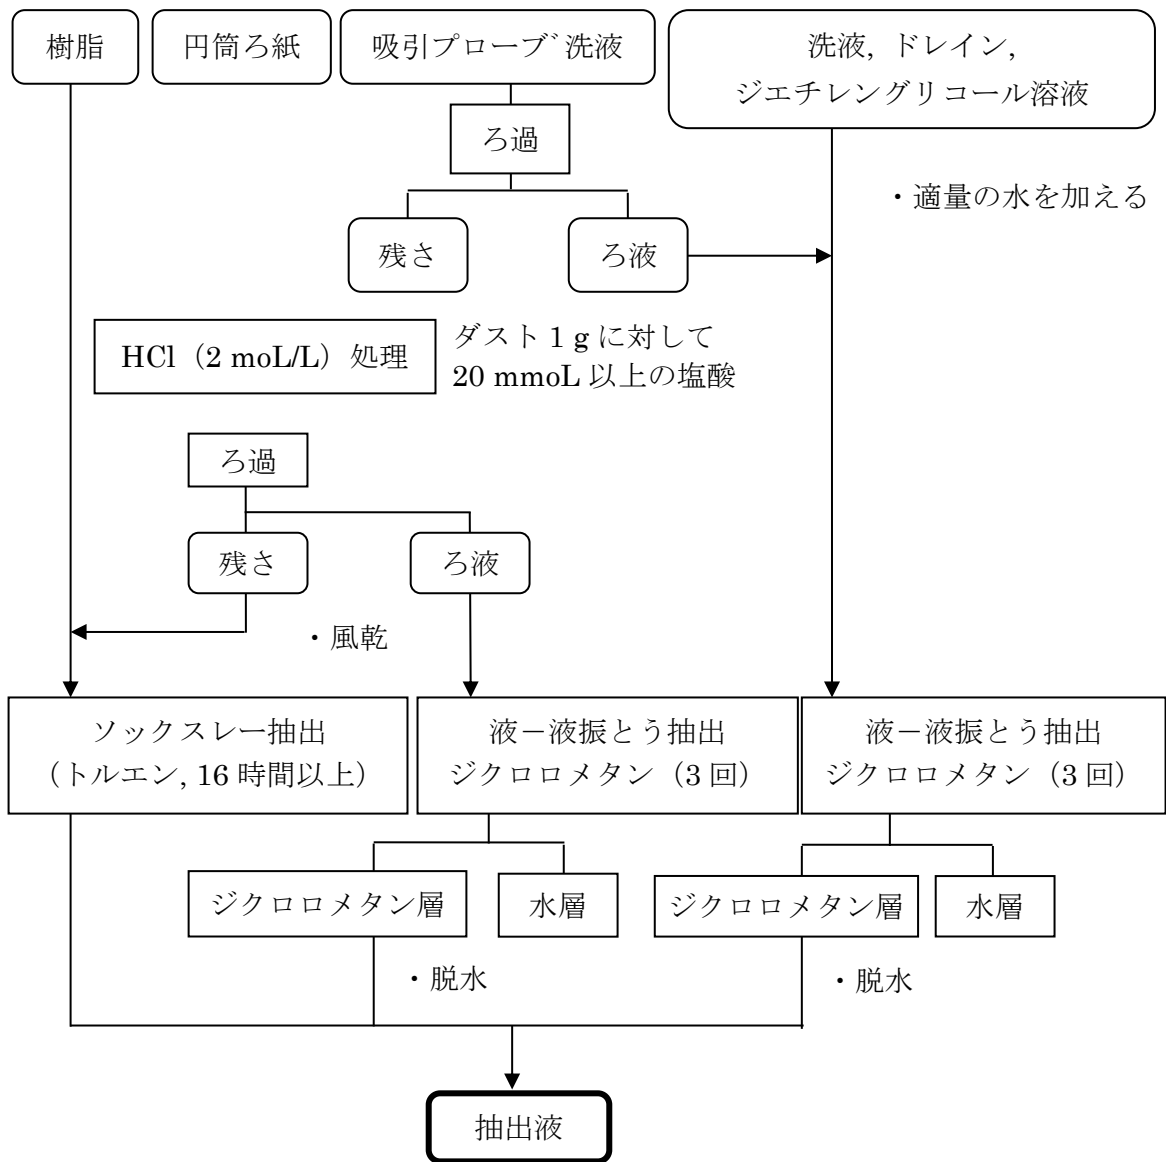 樹脂
円筒ろ紙
吸引プローブ゛洗液
洗液, ドレイン,
ジエチレングリコール溶液
ろ過
・適量の水を加える
残さ
ろ液
HCl（2 moL/L）処理
ダスト 1 g に対して
20 mmoL 以上の塩酸
ろ過
残さ
ろ液
・風乾
ソックスレー抽出
（トルエン, 16 時間以上）
液－液振とう抽出
ジクロロメタン（3 回）
液－液振とう抽出
ジクロロメタン（3 回）
ジクロロメタン層
水層
ジクロロメタン層
水層
・脱水
・脱水
抽出液